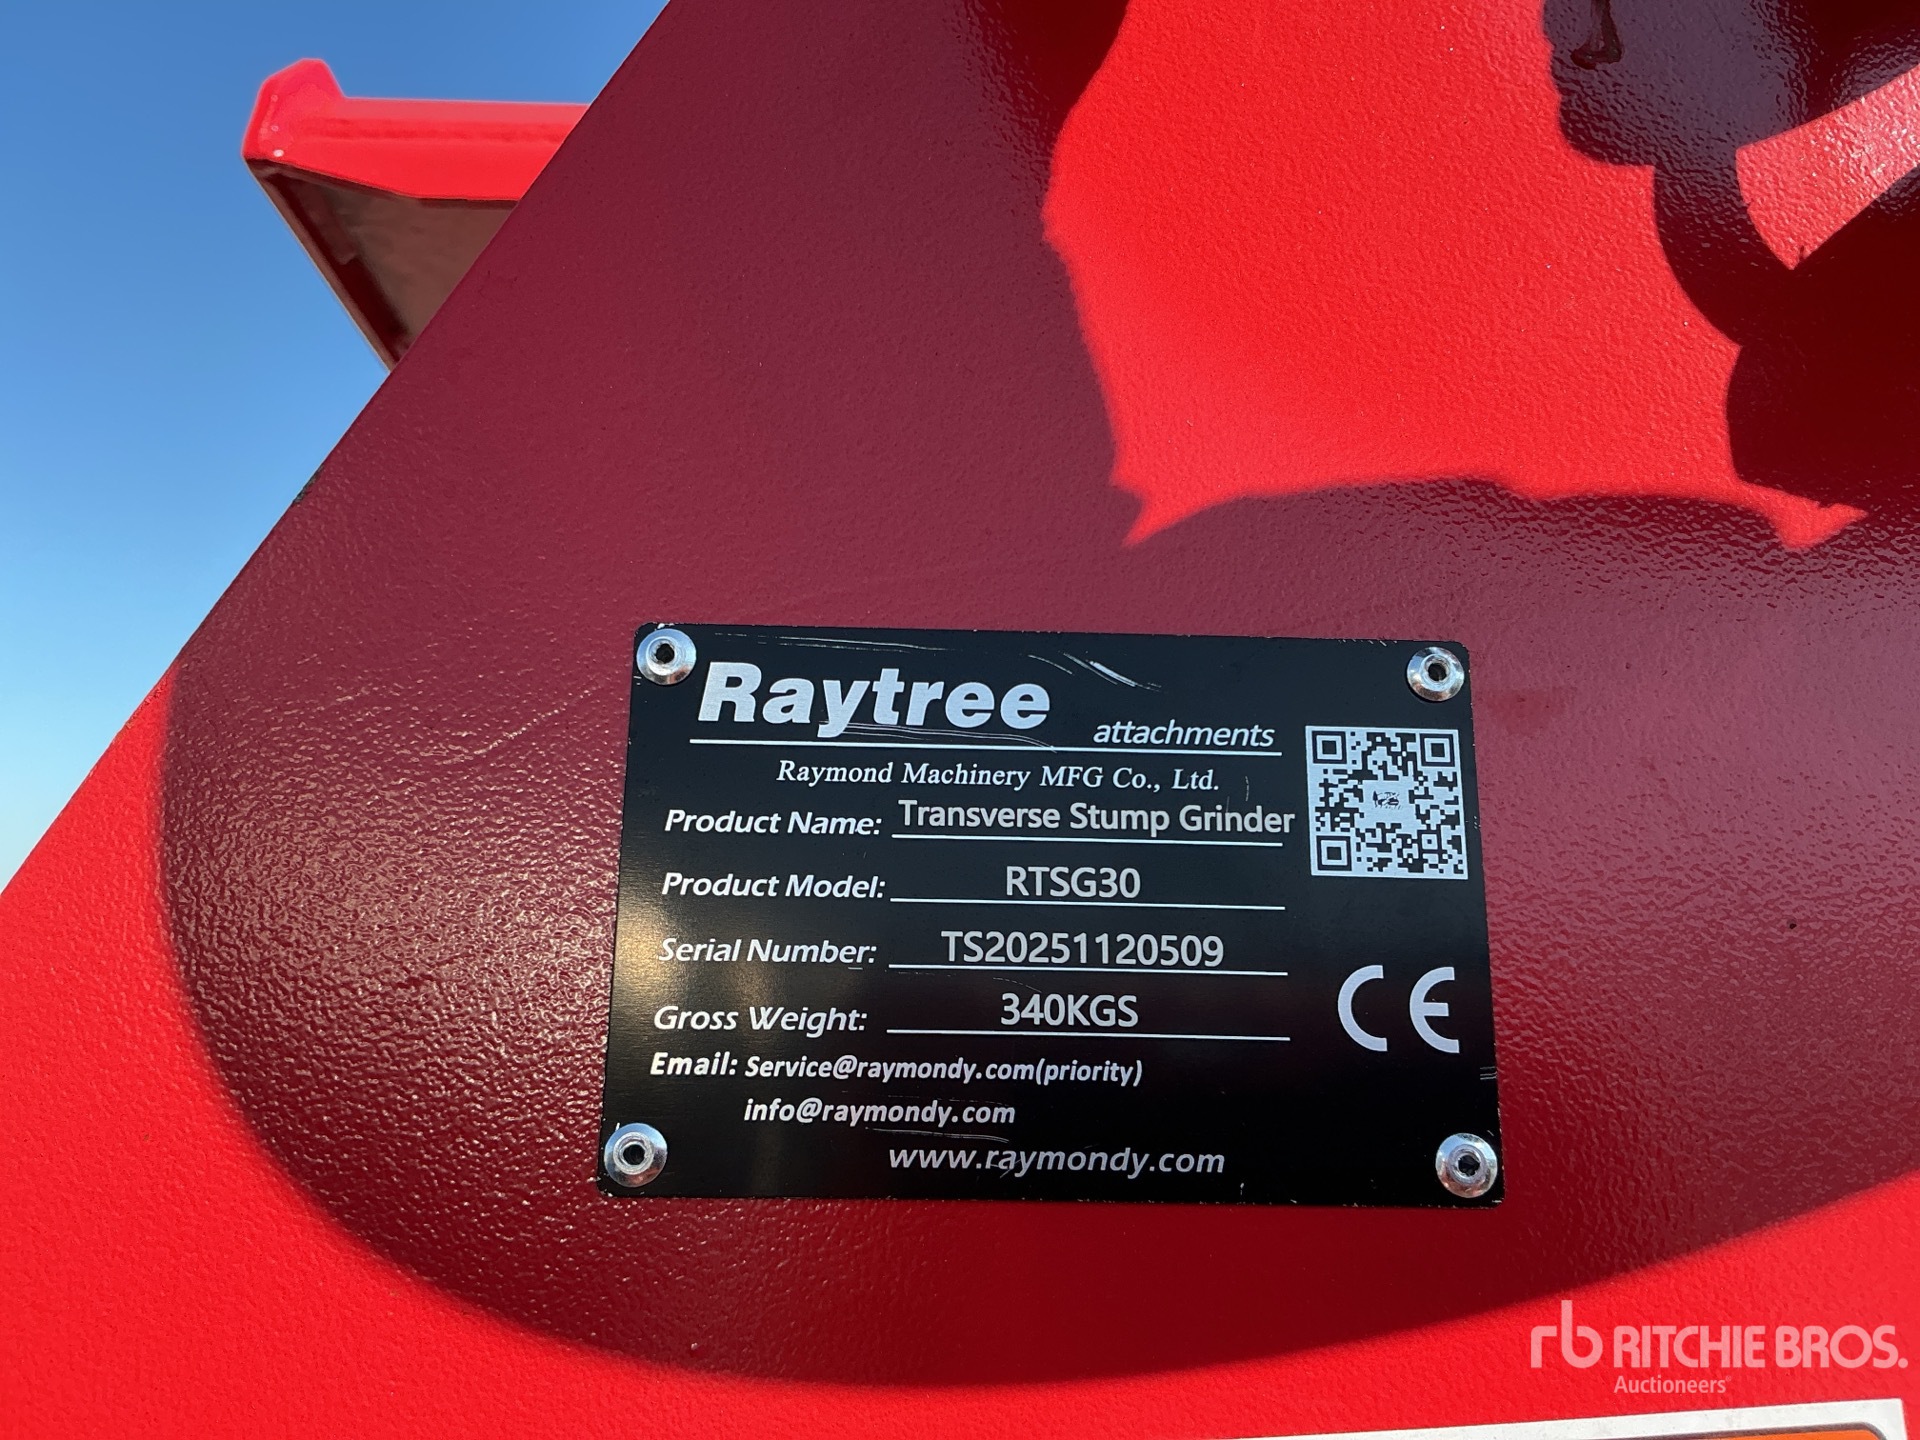 Raytree attachments
Raymond Machinery MFG Co., Ltd.
Product Name: Transverse Stump Grinder
Product Model: RTSG30
Serial Number: TS20251120509
Gross Weight: 340KGS
CE
Email: Service@raymondy.com(priority)
info@raymondy.com
www.raymondy.com
rb RITCHIE BROS.
Auctioneers